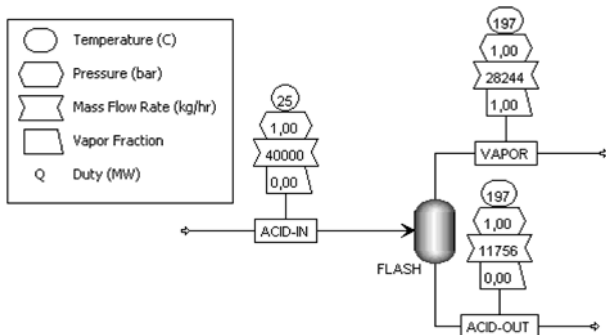 Temperature (C)
Pressure (bar)
Mass Flow Rate (kg/hr)
Vapor Fraction
Q Duty (MW)
25
1,00
40000
0,00
ACID-IN
FLASH
197
1,00
28244
1,00
VAPOR
197
1,00
11756
0,00
ACID-OUT